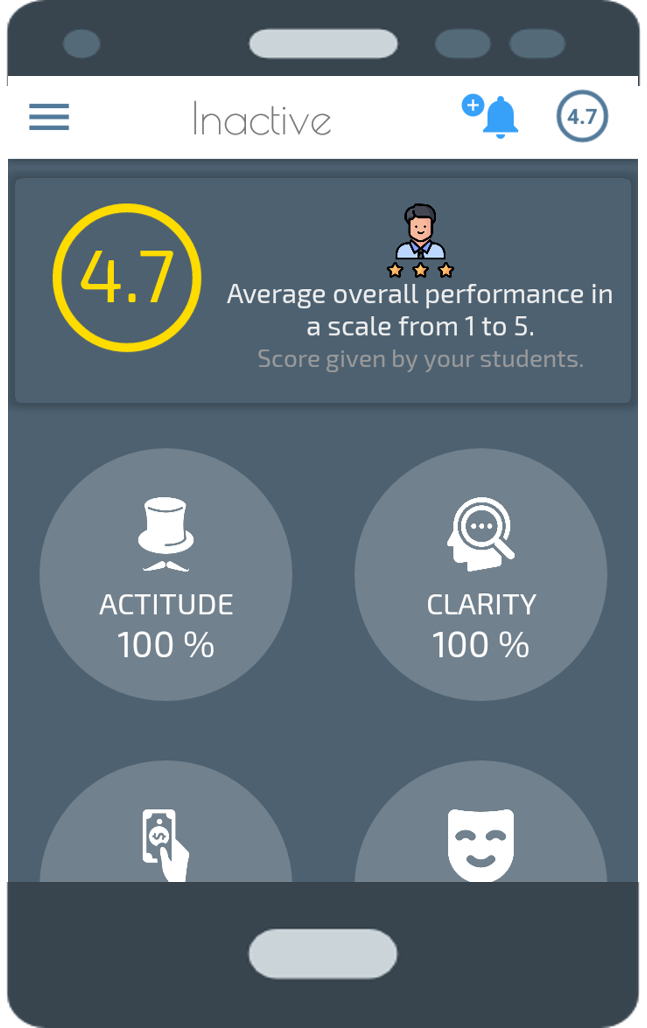 Inactive
4.7
4.7
Average overall performance in
a scale from 1 to 5.
Score given by your students.
ACTITUDE
100 %
CLARITY
100 %